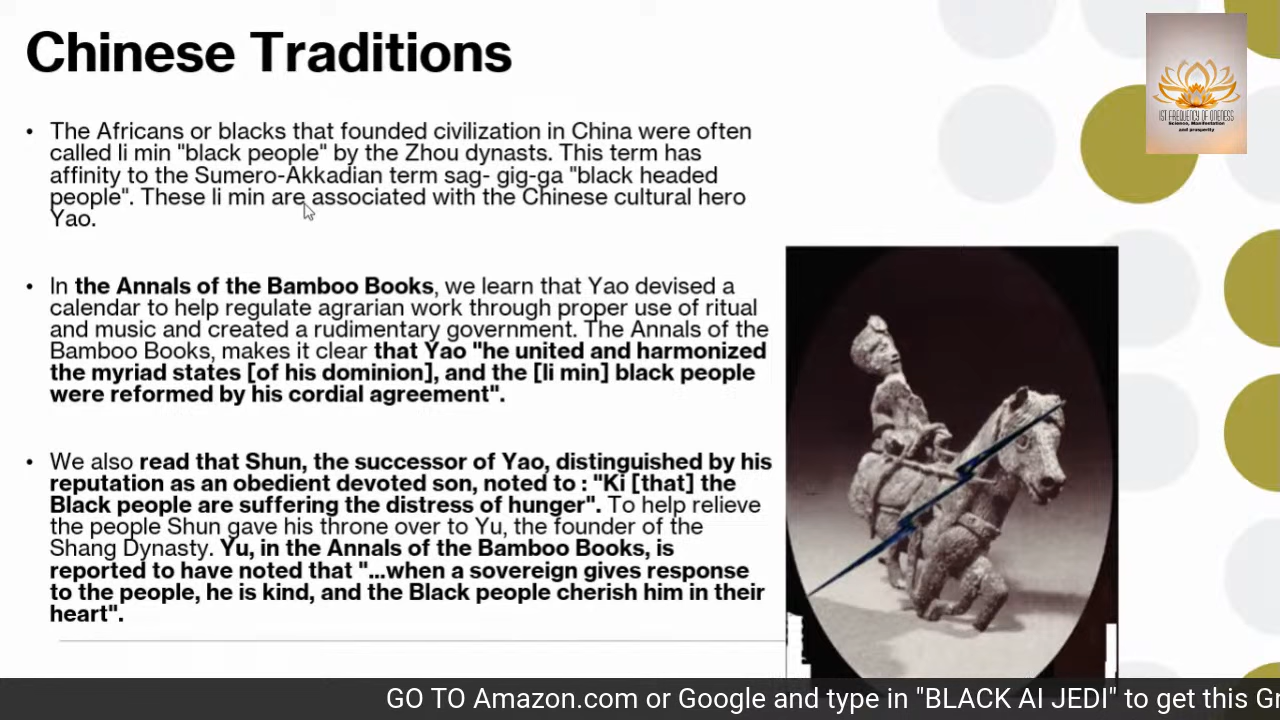 Chinese Traditions
1ST FREQUENCY OF ONENESS
Science, Manifestation
and prosperity
• The Africans or blacks that founded civilization in China were often
called li min "black people" by the Zhou dynasts. This term has
affinity to the Sumero-Akkadian term sag- gig-ga "black headed
people". These li min are associated with the Chinese cultural hero
Yao.
• In the Annals of the Bamboo Books, we learn that Yao devised a
calendar to help regulate agrarian work through proper use of ritual
and music and created a rudimentary government. The Annals of the
Bamboo Books, makes it clear that Yao "he united and harmonized
the myriad states [of his dominion], and the [li min] black people
were reformed by his cordial agreement".
• We also read that Shun, the successor of Yao, distinguished by his
reputation as an obedient devoted son, noted to : "Ki [that] the
Black people are suffering the distress of hunger". To help relieve
the people Shun gave his throne over to Yu, the founder of the
Shang Dynasty. Yu, in the Annals of the Bamboo Books, is
reported to have noted that "...when a sovereign gives response
to the people, he is kind, and the Black people cherish him in their
heart".
GO TO Amazon.com or Google and type in "BLACK AI JEDI" to get this Gr